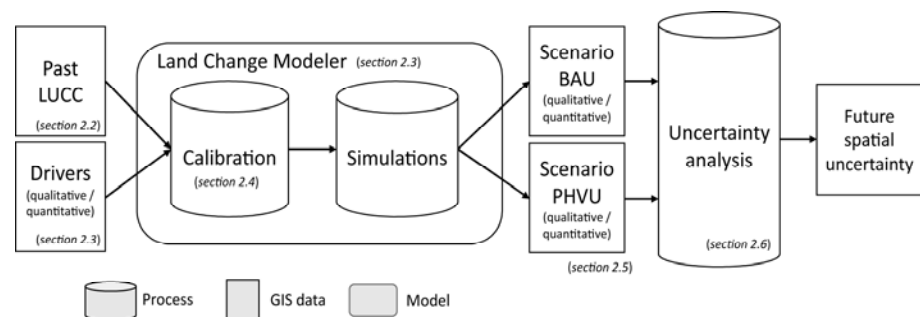 Past
LUCC
(section 2.2)
Drivers
(qualitative /
quantitative)
(section 2.3)
Land Change Modeler (section 2.3)
Calibration
(section 2.4)
Simulations
Scenario
BAU
(qualitative /
quantitative)
Scenario
PHVU
(qualitative /
quantitative)
(section 2.5)
Uncertainty
analysis
(section 2.6)
Future
spatial
uncertainty
Process
GIS data
Model